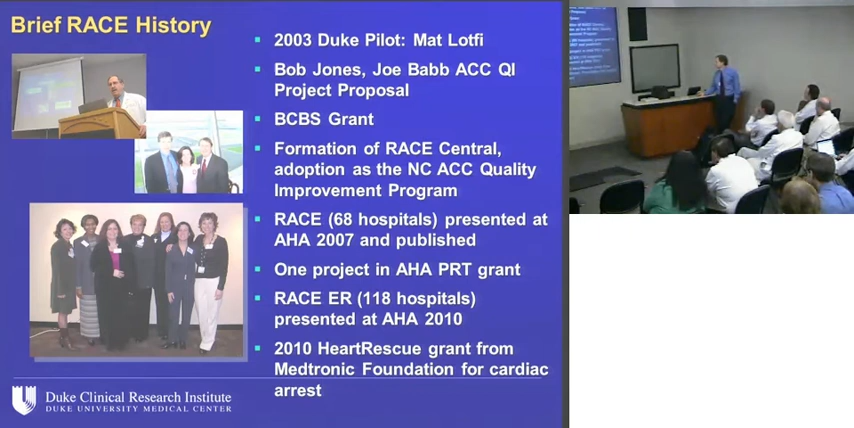 Brief RACE History
2003 Duke Pilot: Mat Lotfi
Bob Jones, Joe Babb ACC QI
Project Proposal
BCBS Grant
Formation of RACE Central,
adoption as the NC ACC Quality
Improvement Program
RACE (68 hospitals) presented at
AHA 2007 and published
One project in AHA PRT grant
RACE ER (118 hospitals)
presented at AHA 2010
2010 HeartRescue grant from
Medtronic Foundation for cardiac
arrest
Duke Clinical Research Institute
DUKE UNIVERSITY MEDICAL CENTER